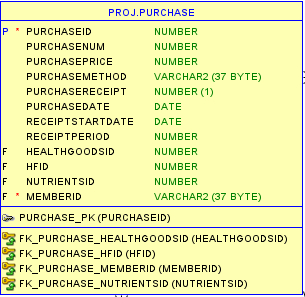 PROJ.PURCHASE
P * PURCHASEID NUMBER
PURCHASENUM NUMBER
PURCHASEPRICE NUMBER
PURCHASEMETHOD VARCHAR2 (37 BYTE)
PURCHASERECEIPT NUMBER (1)
PURCHASEDATE DATE
RECEIPTSTARTDATE DATE
RECEIPTPERIOD NUMBER
F HEALTHGOODSID NUMBER
F HFID NUMBER
F NUTRIENTSID NUMBER
F * MEMBERID VARCHAR2 (37 BYTE)
PURCHASE_PK (PURCHASEID)
FK_PURCHASE_HEALTHGOODSID (HEALTHGOODSID)
FK_PURCHASE_HFID (HFID)
FK_PURCHASE_MEMBERID (MEMBERID)
FK_PURCHASE_NUTRIENTSID (NUTRIENTSID)